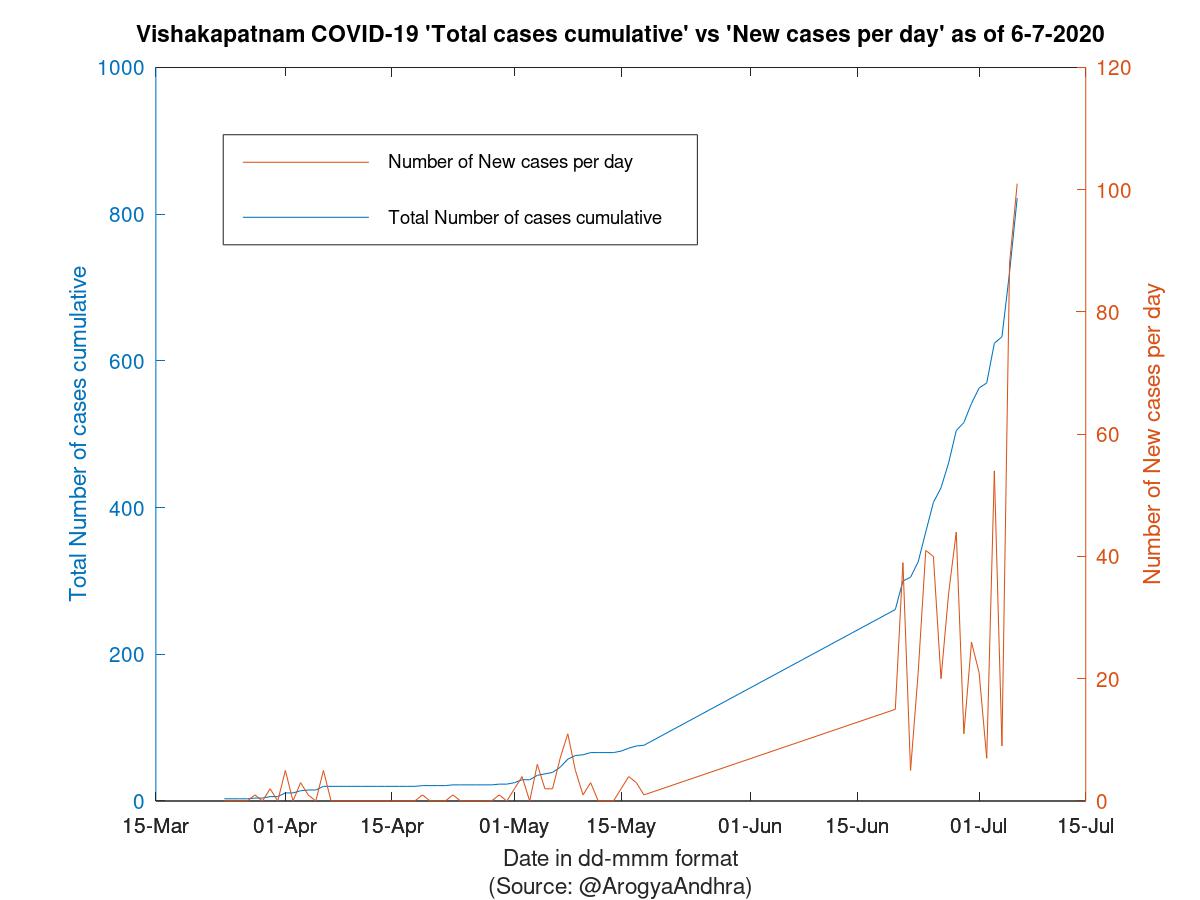 Vishakapatnam COVID-19 'Total cases cumulative' vs 'New cases per day' as of 6-7-2020
1000
800
600
400
200
0
Total Number of cases cumulative
Number of New cases per day
Total Number of cases cumulative
120
100
80
60
40
20
0
Number of New cases per day
15-Mar 01-Apr 15-Apr 01-May 15-May 01-Jun 15-Jun 01-Jul 15-Jul
Date in dd-mmm format
(Source: @ArogyaAndhra)